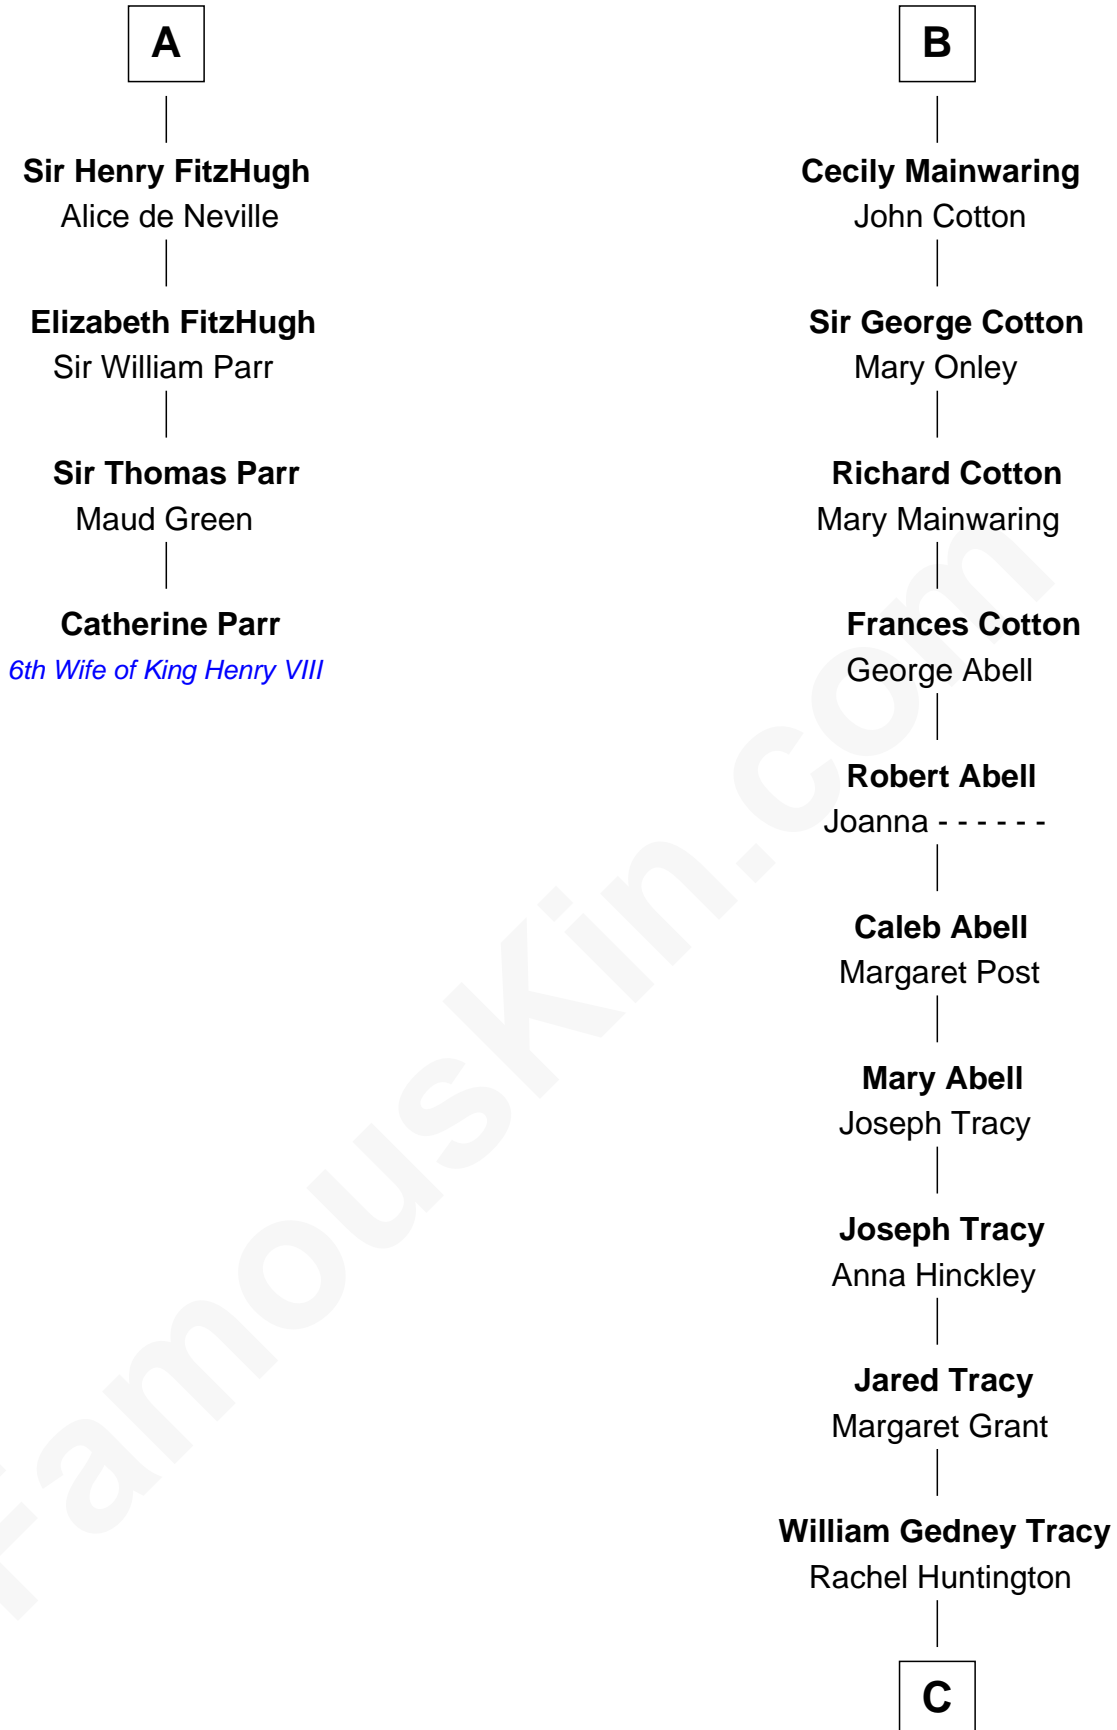 A
Sir Henry FitzHugh
Alice de Neville
Elizabeth FitzHugh
Sir William Parr
Sir Thomas Parr
Maud Green
Catherine Parr
6th Wife of King Henry VIII
B
Cecily Mainwaring
John Cotton
Sir George Cotton
Mary Onley
Richard Cotton
Mary Mainwaring
Frances Cotton
George Abell
Robert Abell
Joanna - - - - - -
Caleb Abell
Margaret Post
Mary Abell
Joseph Tracy
Joseph Tracy
Anna Hinckley
Jared Tracy
Margaret Grant
William Gedney Tracy
Rachel Huntington
C
FamousKin.com